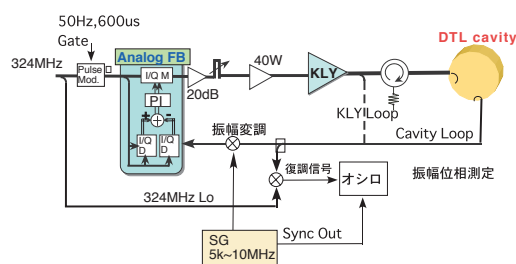 50Hz,600us
Gate
324MHz
Pulse
Mod.
Analog FB
I/Q M
PI
+
-
I/Q
D
I/Q
D
20dB
40W
KLY
DTL cavity
KLY Loop
Cavity Loop
振幅変調
復調信号
オシロ
振幅位相測定
324MHz Lo
SG
5k~10MHz
Sync Out